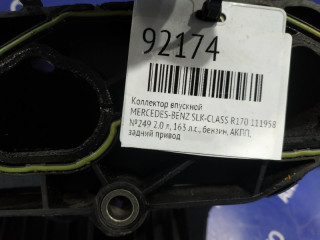 92174
Коллектор впускной
MERCEDES-BENZ SLK-CLASS R170 111958
№249 2.0 л, 163 л.с., бензин, АКПП,
задний привод